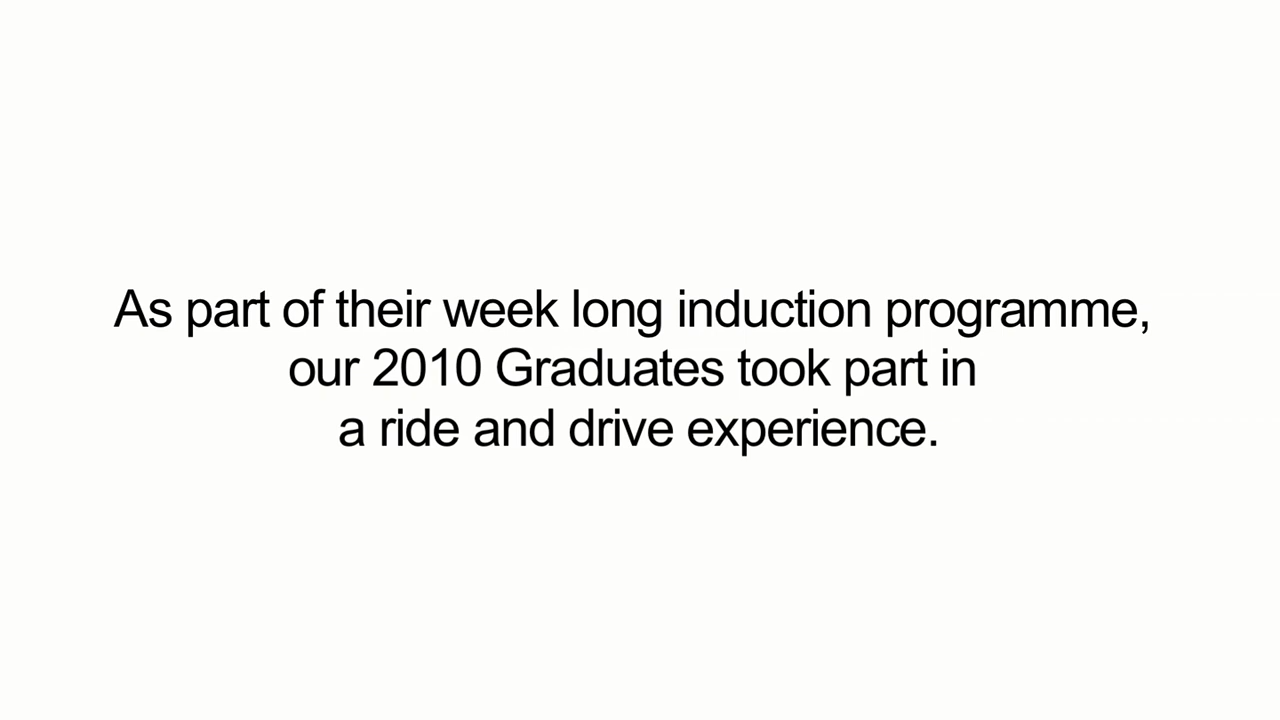 As part of their week long induction programme,
our 2010 Graduates took part in
a ride and drive experience.